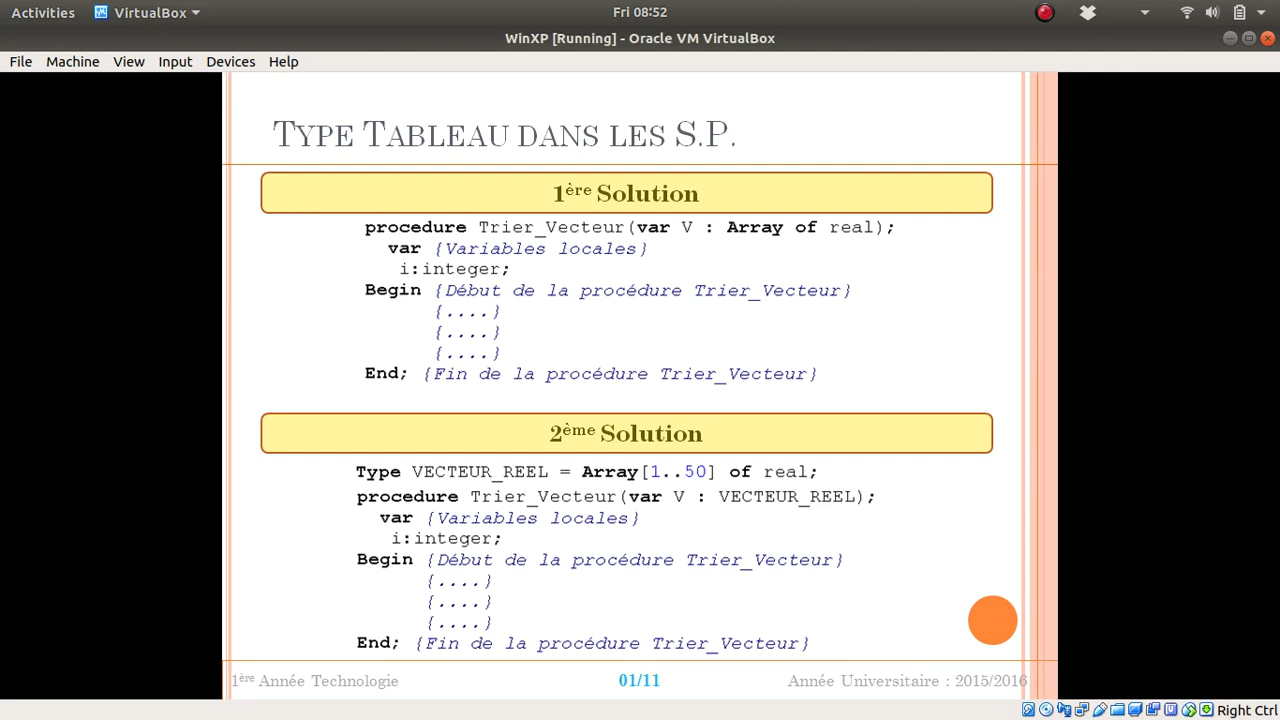 Activities VirtualBox Fri 08:52
WinXP [Running] - Oracle VM VirtualBox
File Machine View Input Devices Help
TYPE TABLEAU DANS LES S.P.
1ère Solution
procedure Trier_Vecteur(var V : Array of real);
var {Variables locales}
i:integer;
Begin {Début de la procédure Trier_Vecteur}
{....}
{....}
{....}
End; {Fin de la procédure Trier_Vecteur}
2ème Solution
Type VECTEUR_REEL = Array[1..50] of real;
procedure Trier_Vecteur(var V : VECTEUR_REEL);
var {Variables locales}
i:integer;
Begin {Début de la procédure Trier_Vecteur}
{....}
{....}
{....}
End; {Fin de la procédure Trier_Vecteur}
1ère Année Technologie 01/11 Année Universitaire : 2015/2016
Right Ctrl